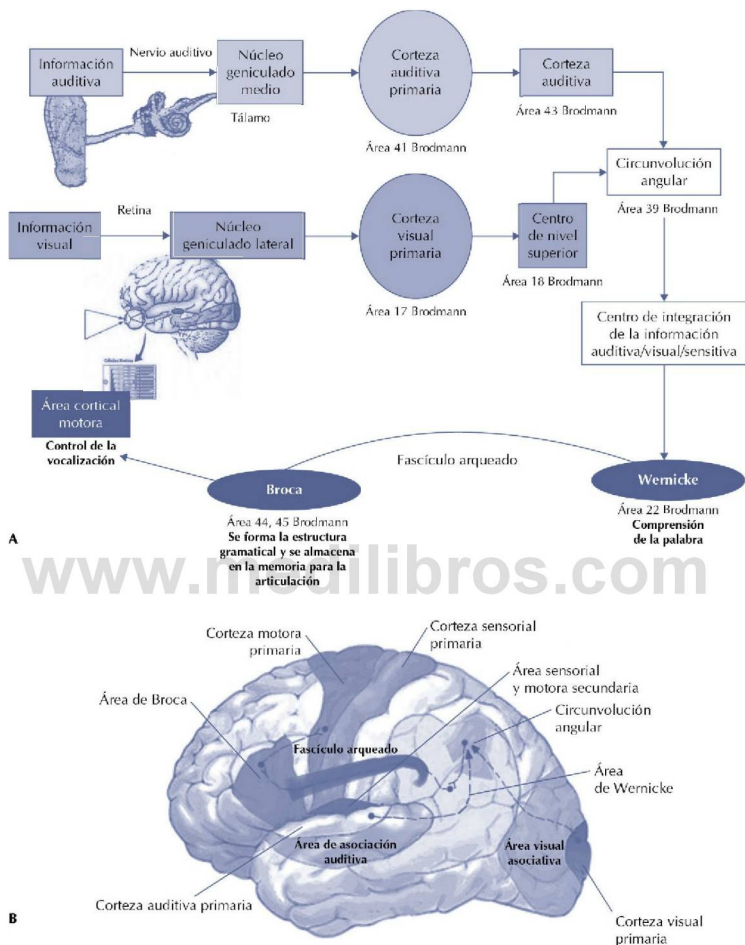 Información
auditiva
Nervio auditivo
Núcleo
geniculado
medio
Tálamo
Corteza
auditiva
primaria
Área 41 Brodmann
Corteza
auditiva
Área 43 Brodmann
Circunvolución
angular
Área 39 Brodmann
Información
visual
Retina
Núcleo
geniculado lateral
Corteza
visual
primaria
Área 17 Brodmann
Centro
de nivel
superior
Área 18 Brodmann
Centro de integración
de la información
auditiva/visual/sensitiva
Área cortical
motora
Control de la
vocalización
Fascículo arqueado
Broca
Área 44, 45 Brodmann
Se forma la estructura
gramatical y se almacena
en la memoria para la
articulación
Wernicke
Área 22 Brodmann
Comprensión
de la palabra
A
www.medilibros.com
Corteza motora
primaria
Corteza sensorial
primaria
Área de Broca
Área sensorial
y motora secundaria
Circunvolución
angular
Fascículo arqueado
Área
de Wernicke
Área de asociación
auditiva
Área visual
asociativa
Corteza auditiva primaria
Corteza visual
primaria
B